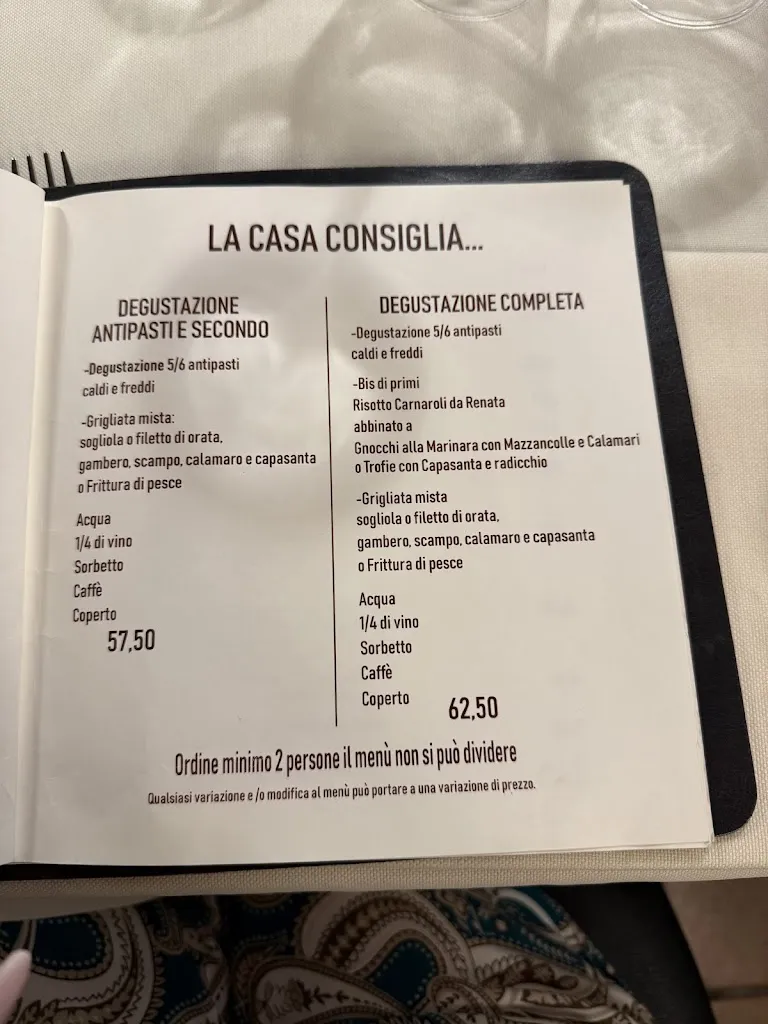 LA CASA CONSIGLIA...
DEGUSTAZIONE
ANTIPASTI E SECONDO
-Degustazione 5/6 antipasti
caldi e freddi
-Grigliata mista:
sogliola o filetto di orata,
gambero, scampo, calamaro e capasanta
o Frittura di pesce
Acqua
1/4 di vino
Sorbetto
Caffè
Coperto
57,50
DEGUSTAZIONE COMPLETA
-Degustazione 5/6 antipasti
caldi e freddi
-Bis di primi
Risotto Carnaroli da Renata
abbinato a
Gnocchi alla Marinara con Mazzancolle e Calamari
o Trofie con Capasanta e radicchio
-Grigliata mista
sogliola o filetto di orata,
gambero, scampo, calamaro e capasanta
o Frittura di pesce
Acqua
1/4 di vino
Sorbetto
Caffè
Coperto
62,50
Ordine minimo 2 persone il menù non si può dividere
Qualsiasi variazione e /o modifica al menù può portare a una variazione di prezzo.